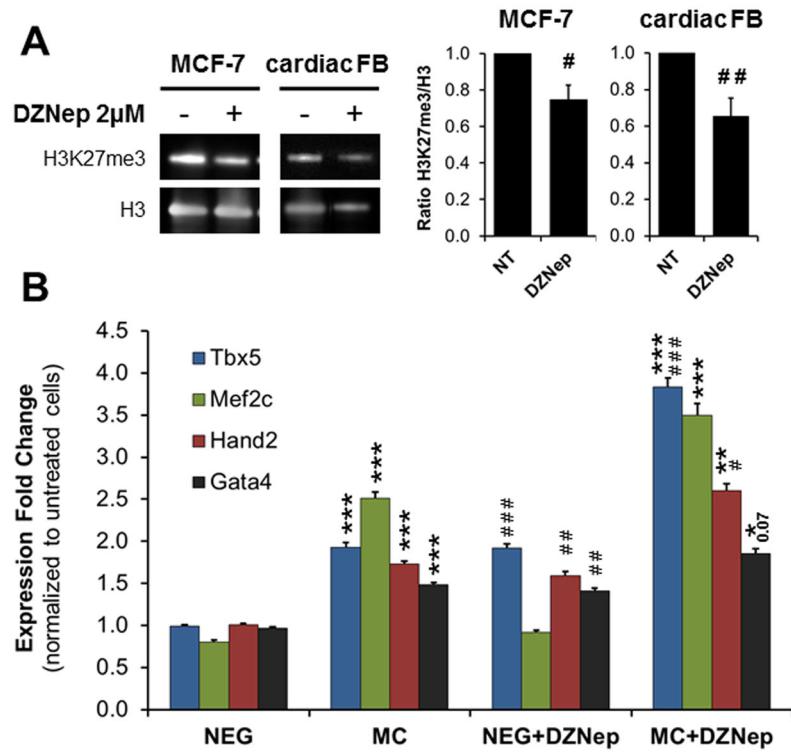 A
MCF-7 cardiac FB
DZNep 2µM - + - +
H3K27me3
H3
MCF-7 cardiac FB
Ratio H3K27me3/H3
1.0 1.0
0.8 0.8
0.6 0.6
0.4 0.4
0.2 0.2
0.0 0.0
# ##
NT DZNep NT DZNep
B
Expression Fold Change
(normalized to untreated cells)
4.5
4.0
3.5
3.0
2.5
2.0
1.5
1.0
0.5
0.0
Tbx5
Mef2c
Hand2
Gata4
*** *** *** ***
### ## ##
*** ### *** ** # * 0.07
NEG MC NEG+DZNep MC+DZNep